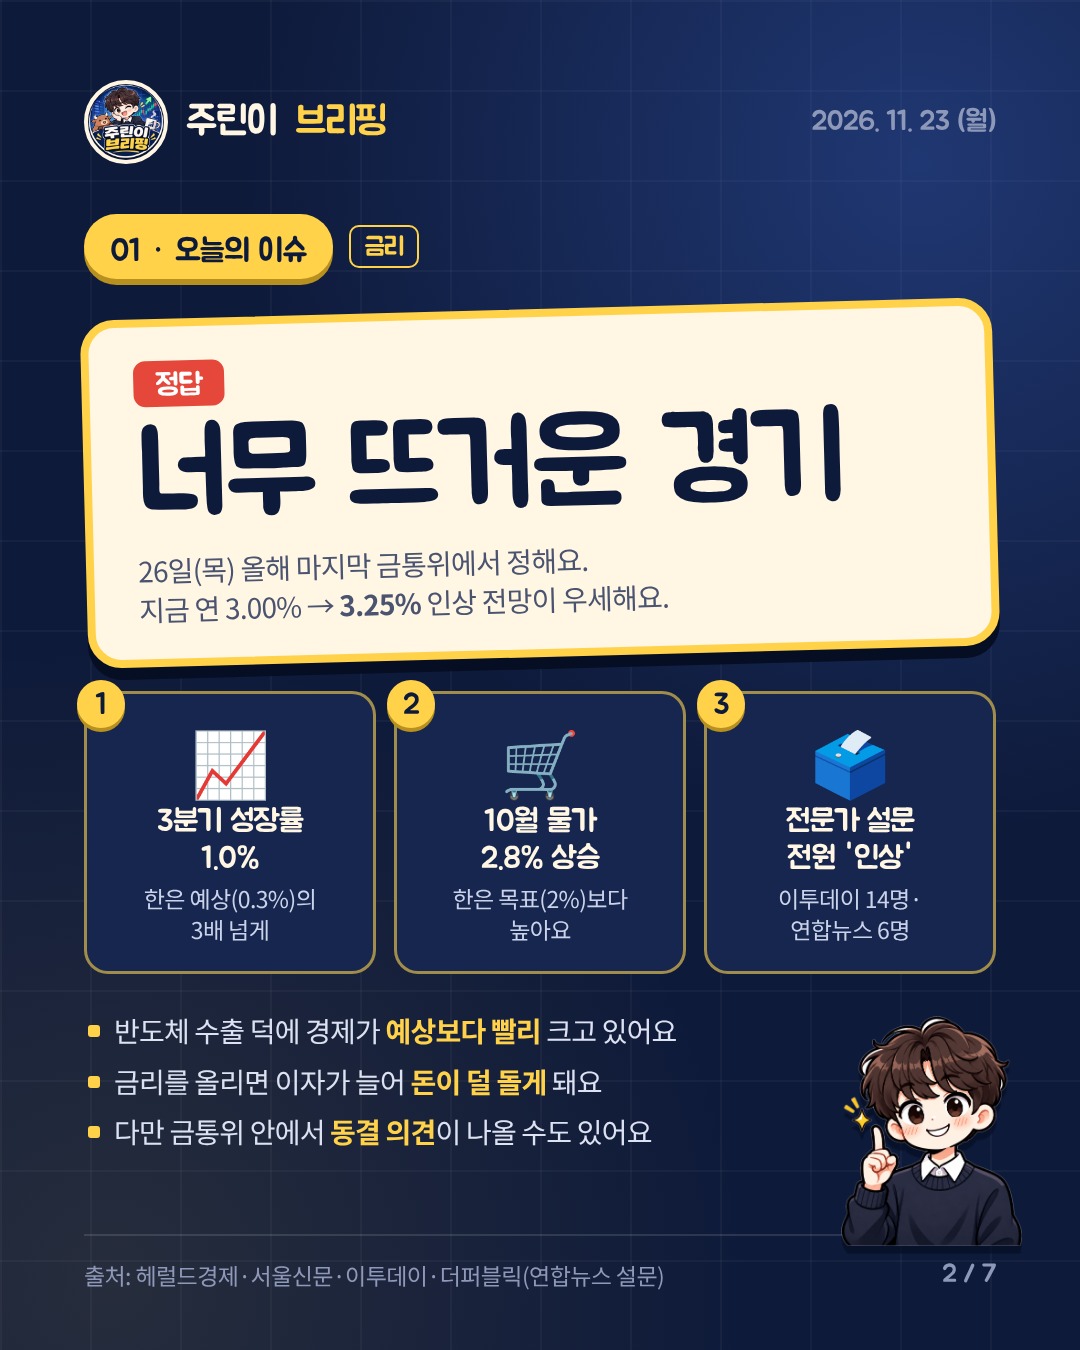 주린이 브리핑
주린이 브리핑
2026. 11. 23 (월)
01 · 오늘의 이슈
금리
정답
너무 뜨거운 경기
26일(목) 올해 마지막 금통위에서 정해요.
지금 연 3.00% → 3.25% 인상 전망이 우세해요.
1
3분기 성장률
1.0%
한은 예상(0.3%)의
3배 넘게
2
10월 물가
2.8% 상승
한은 목표(2%)보다
높아요
3
전문가 설문
전원 '인상'
이투데이 14명·
연합뉴스 6명
반도체 수출 덕에 경제가 예상보다 빨리 크고 있어요
금리를 올리면 이자가 늘어 돈이 덜 돌게 돼요
다만 금통위 안에서 동결 의견이 나올 수도 있어요
출처: 헤럴드경제·서울신문·이투데이·더퍼블릭(연합뉴스 설문)
2 / 7